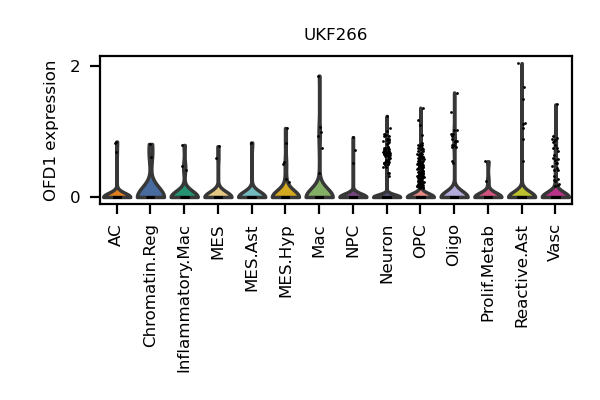 UKF266
OFD1 expression
2
0
AC
Chromatin.Reg
Inflammatory.Mac
MES
MES.Ast
MES.Hyp
Mac
NPC
Neuron
OPC
Oligo
Prolif.Metab
Reactive.Ast
Vasc